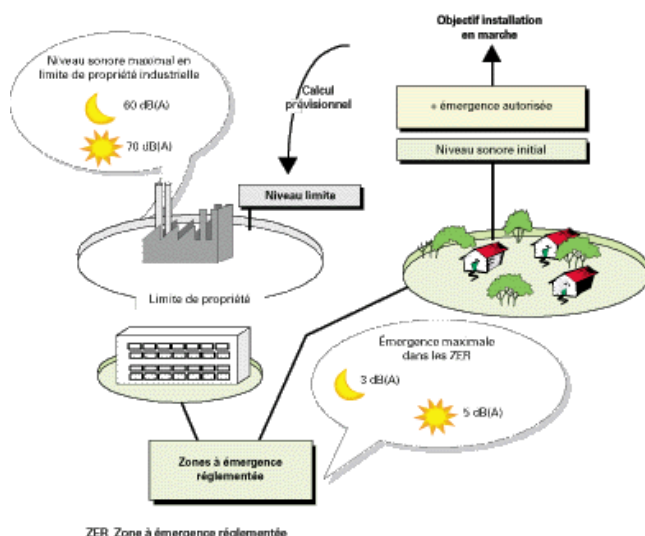 Objectif installation
en marche
Niveau sonore maximal en
limite de propriété industrielle
60 dB(A)
70 dB(A)
Calcul
prévisionnel
+ émergence autorisée
Niveau sonore initial
Niveau limite
Limite de propriété
Émergence maximale
dans les ZER
3 dB(A)
5 dB(A)
Zones à émergence
réglementée
ZER Zone à émergence réglementée